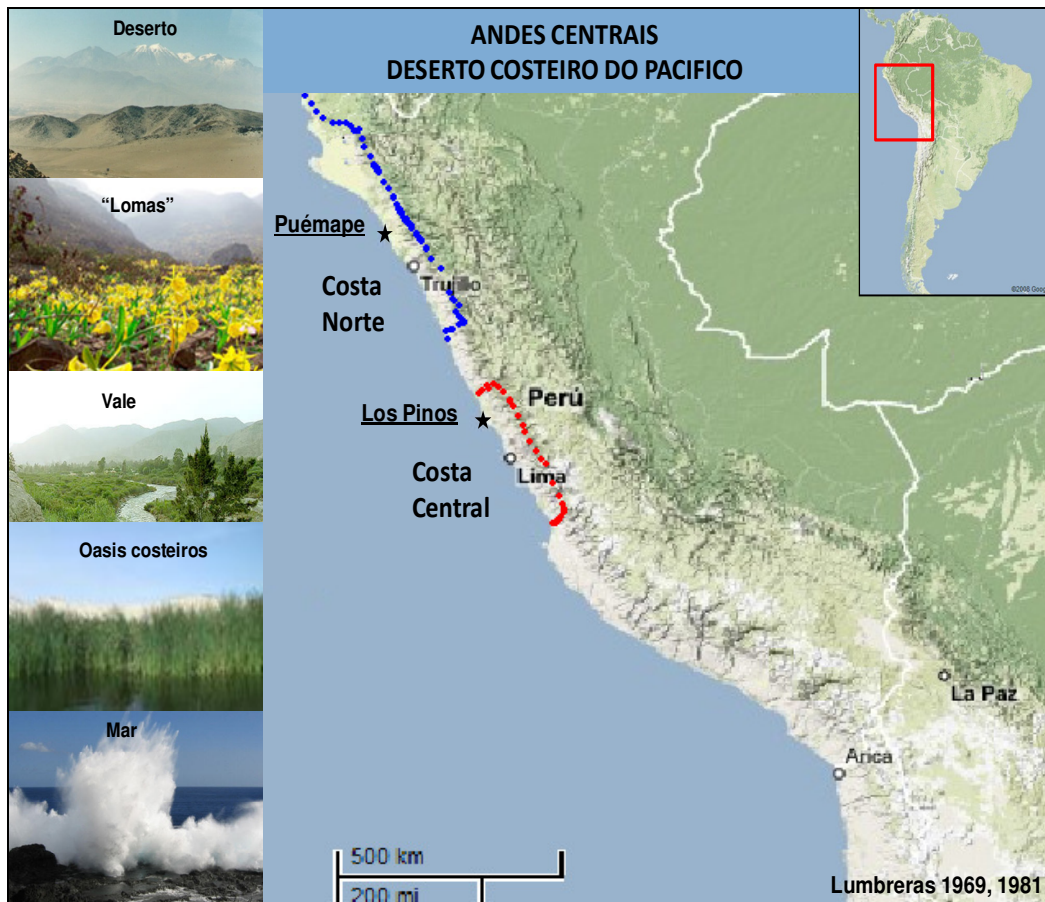 Deserto
“Lomas”
Vale
Oasis costeiros
Mar
ANDES CENTRAIS
DESERTO COSTEIRO DO PACIFICO
Puémape
Trujillo
Costa
Norte
Los Pinos
Perú
Lima
Costa
Central
La Paz
Arica
500 km
200 mi
Lumbreras 1969, 1981